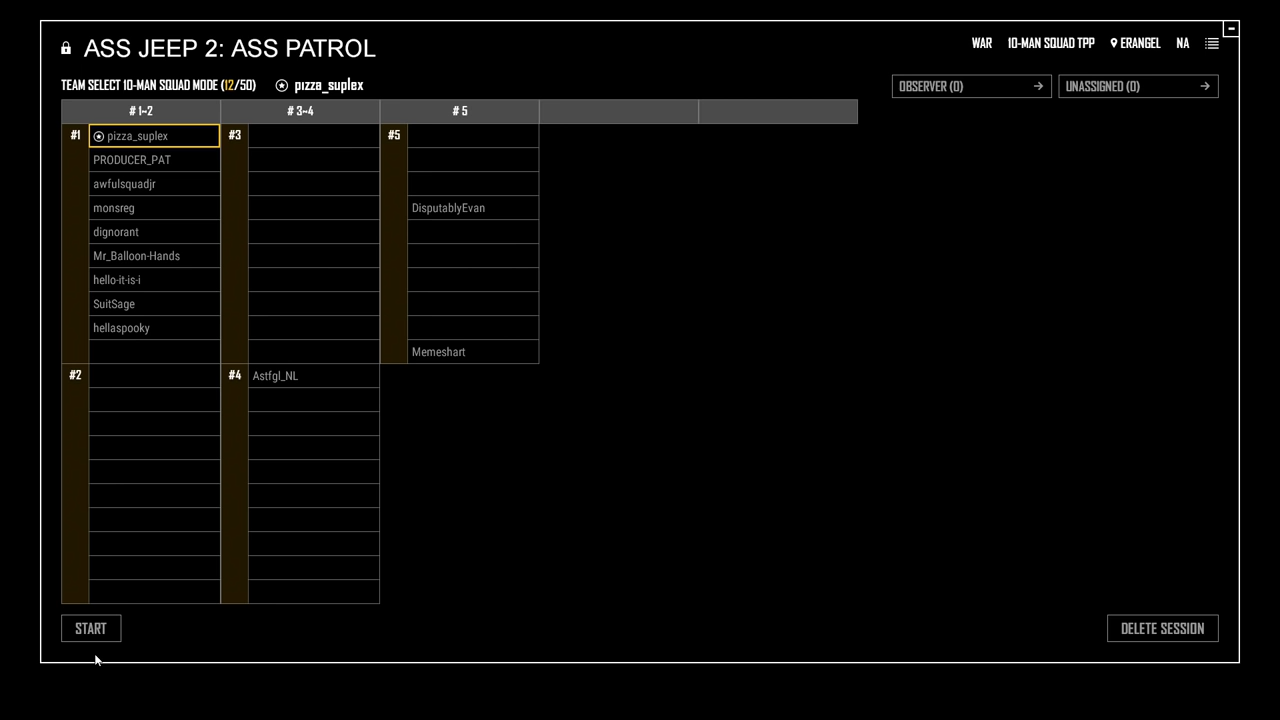 ASS JEEP 2: ASS PATROL
WAR 10-MAN SQUAD TPP ERANGEL NA
TEAM SELECT 10-MAN SQUAD MODE (12/50) pizza_suplex
OBSERVER (0) UNASSIGNED (0)
# 1~2 # 3~4 # 5
#1 pizza_suplex #3 #5
PRODUCER_PAT
awfulsquadjr
monsreg DisputablyEvan
dignorant
Mr_Balloon-Hands
hello-it-is-i
SuitSage
hellaspooky
Memeshart
#2 #4 Astfgl_NL
START DELETE SESSION